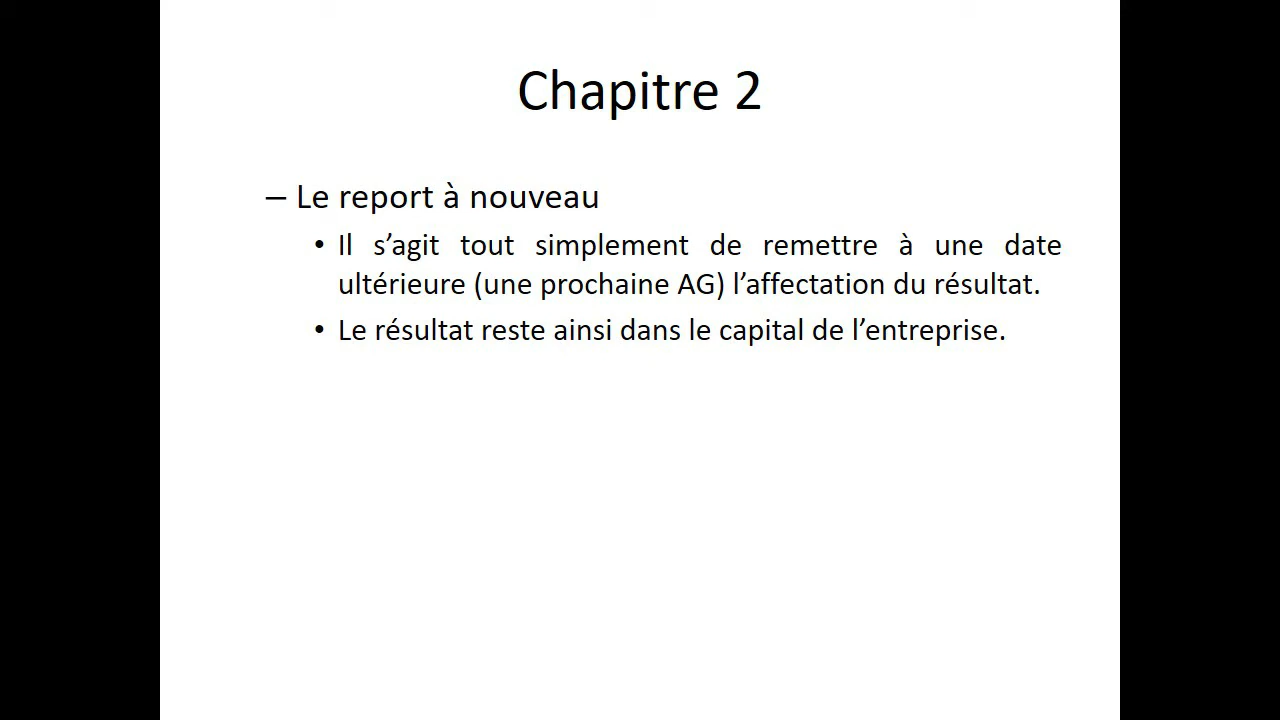 Chapitre 2
– Le report à nouveau
• Il s’agit tout simplement de remettre à une date
ultérieure (une prochaine AG) l’affectation du résultat.
• Le résultat reste ainsi dans le capital de l’entreprise.